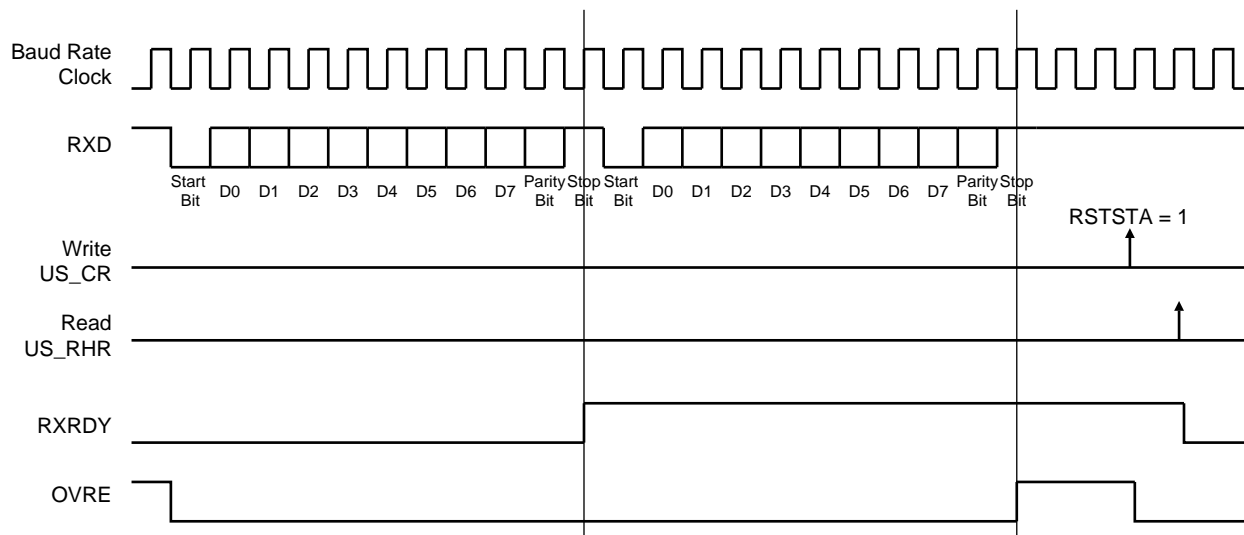 Baud Rate
Clock
RXD
Start
Bit
D0
D1
D2
D3
D4
D5
D6
D7
Parity
Bit
Stop
Bit
Start
Bit
D0
D1
D2
D3
D4
D5
D6
D7
Parity
Bit
Stop
Bit
RSTSTA = 1
Write
US_CR
Read
US_RHR
RXRDY
OVRE